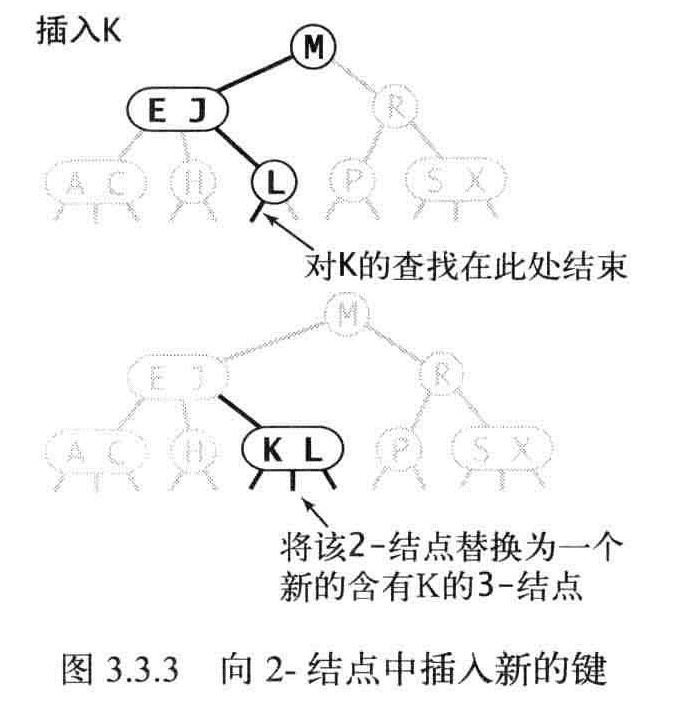 插入K
M
E J
R
A C
H
L
P
S X
对K的查找在此处结束
M
E J
R
A C
H
K L
P
S X
将该2-结点替换为一个
新的含有K的3-结点
图 3.3.3 向 2- 结点中插入新的键